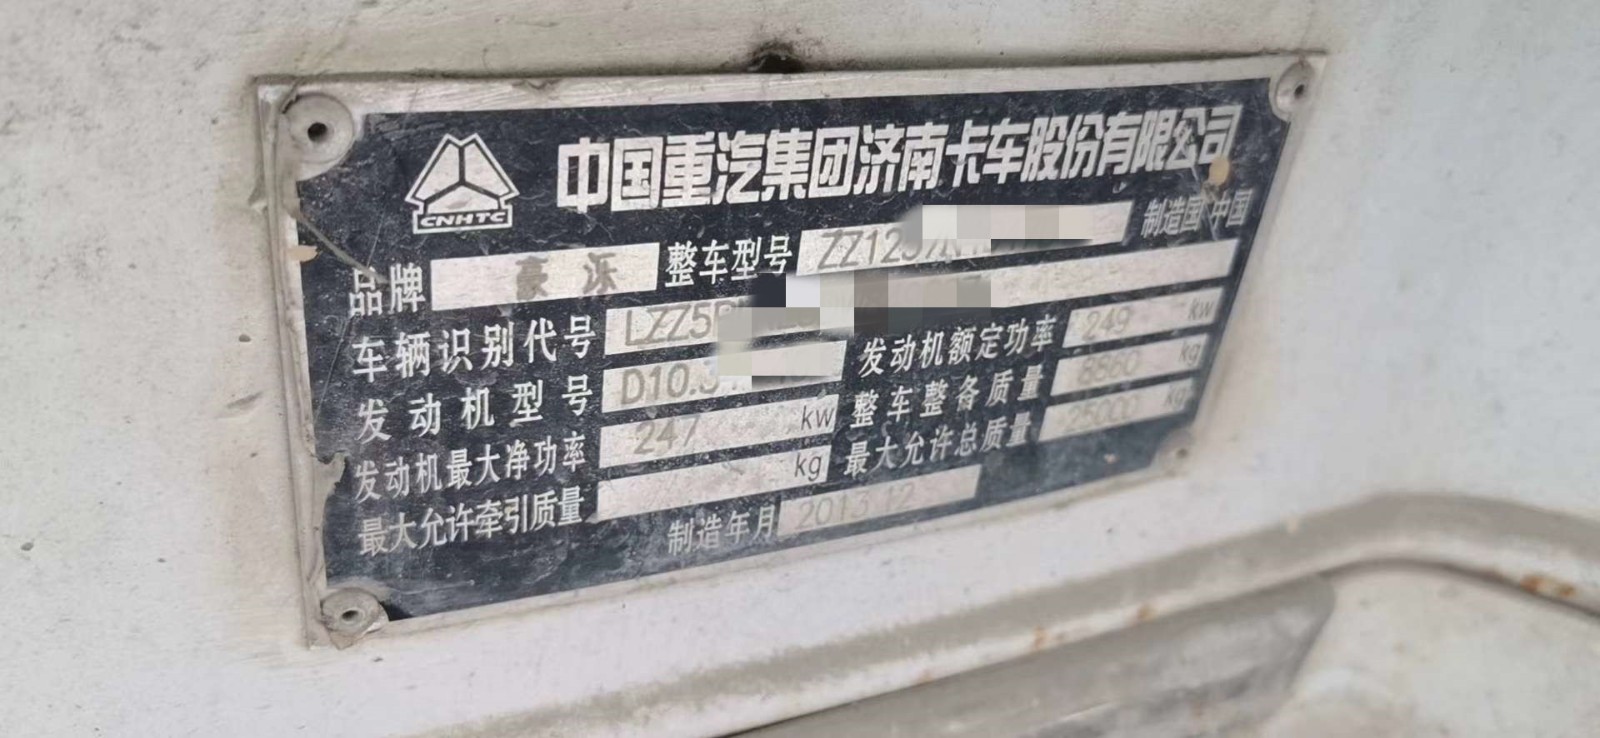 中国重汽集团济南卡车股份有限公司
CNHTC
品牌 豪泺 整车型号 ZZ1257 制造国 中国
车辆识别代号 LZZ5
发动机型号 D10.3 发动机额定功率 249 kw
发动机最大净功率 247 kw 整车整备质量 8860 kg
最大允许牵引质量 kg 最大允许总质量 25000 kg
制造年月 2013.12